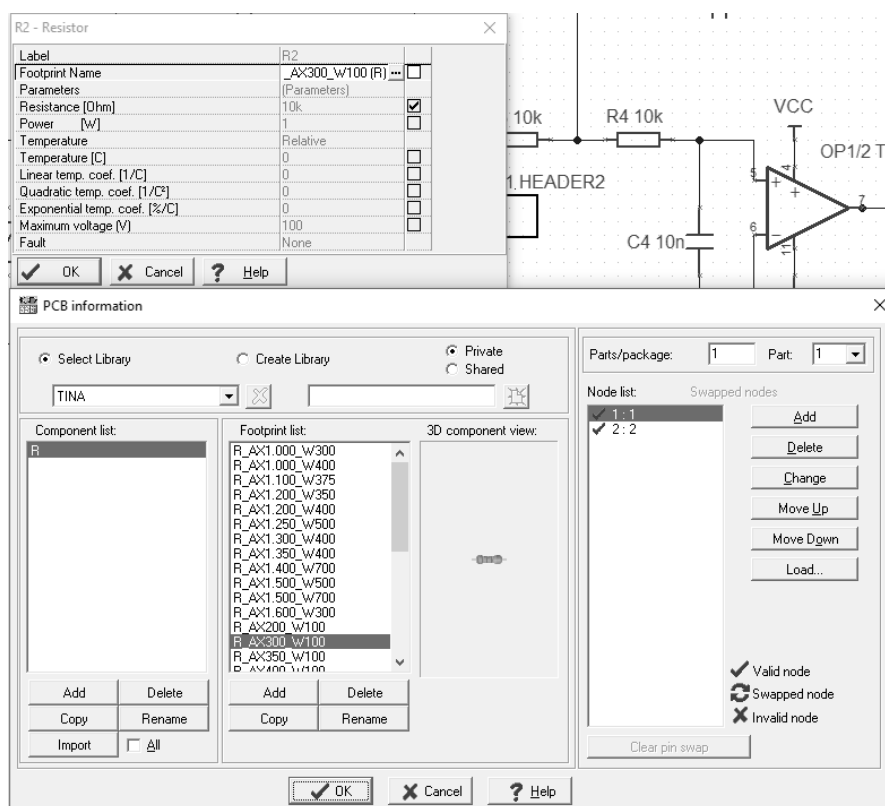 R2 - Resistor
Label R2
Footprint Name _AX300_W100 (R) ...
Parameters (Parameters)
Resistance [Ohm] 10k
Power [W] 1
Temperature Relative
Temperature [C] 0
Linear temp. coef. [1/C] 0
Quadratic temp. coef. [1/C²] 0
Exponential temp. coef. [%/C] 0
Maximum voltage (V) 100
Fault None
OK Cancel ? Help
10k
R4 10k
VCC
OP1/2 T
HEADER2
C4 10n
5
4
7
6
11
+
+
PCB information
Select Library
Create Library
Private
Shared
TINA
Parts/package: 1 Part: 1
Component list:
R
Footprint list:
R_AX1.000_W300
R_AX1.000_W400
R_AX1.100_W375
R_AX1.200_W350
R_AX1.200_W400
R_AX1.250_W500
R_AX1.300_W400
R_AX1.350_W400
R_AX1.400_W700
R_AX1.500_W500
R_AX1.500_W700
R_AX1.600_W300
R_AX200_W100
R_AX300_W100
R_AX350_W100
R_AX400_W100
3D component view:
Node list: Swapped nodes
1 : 1
2 : 2
Add
Delete
Change
Move Up
Move Down
Load...
Valid node
Swapped node
Invalid node
Clear pin swap
Add Delete
Copy Rename
Import All
Add Delete
Copy Rename
OK Cancel ? Help